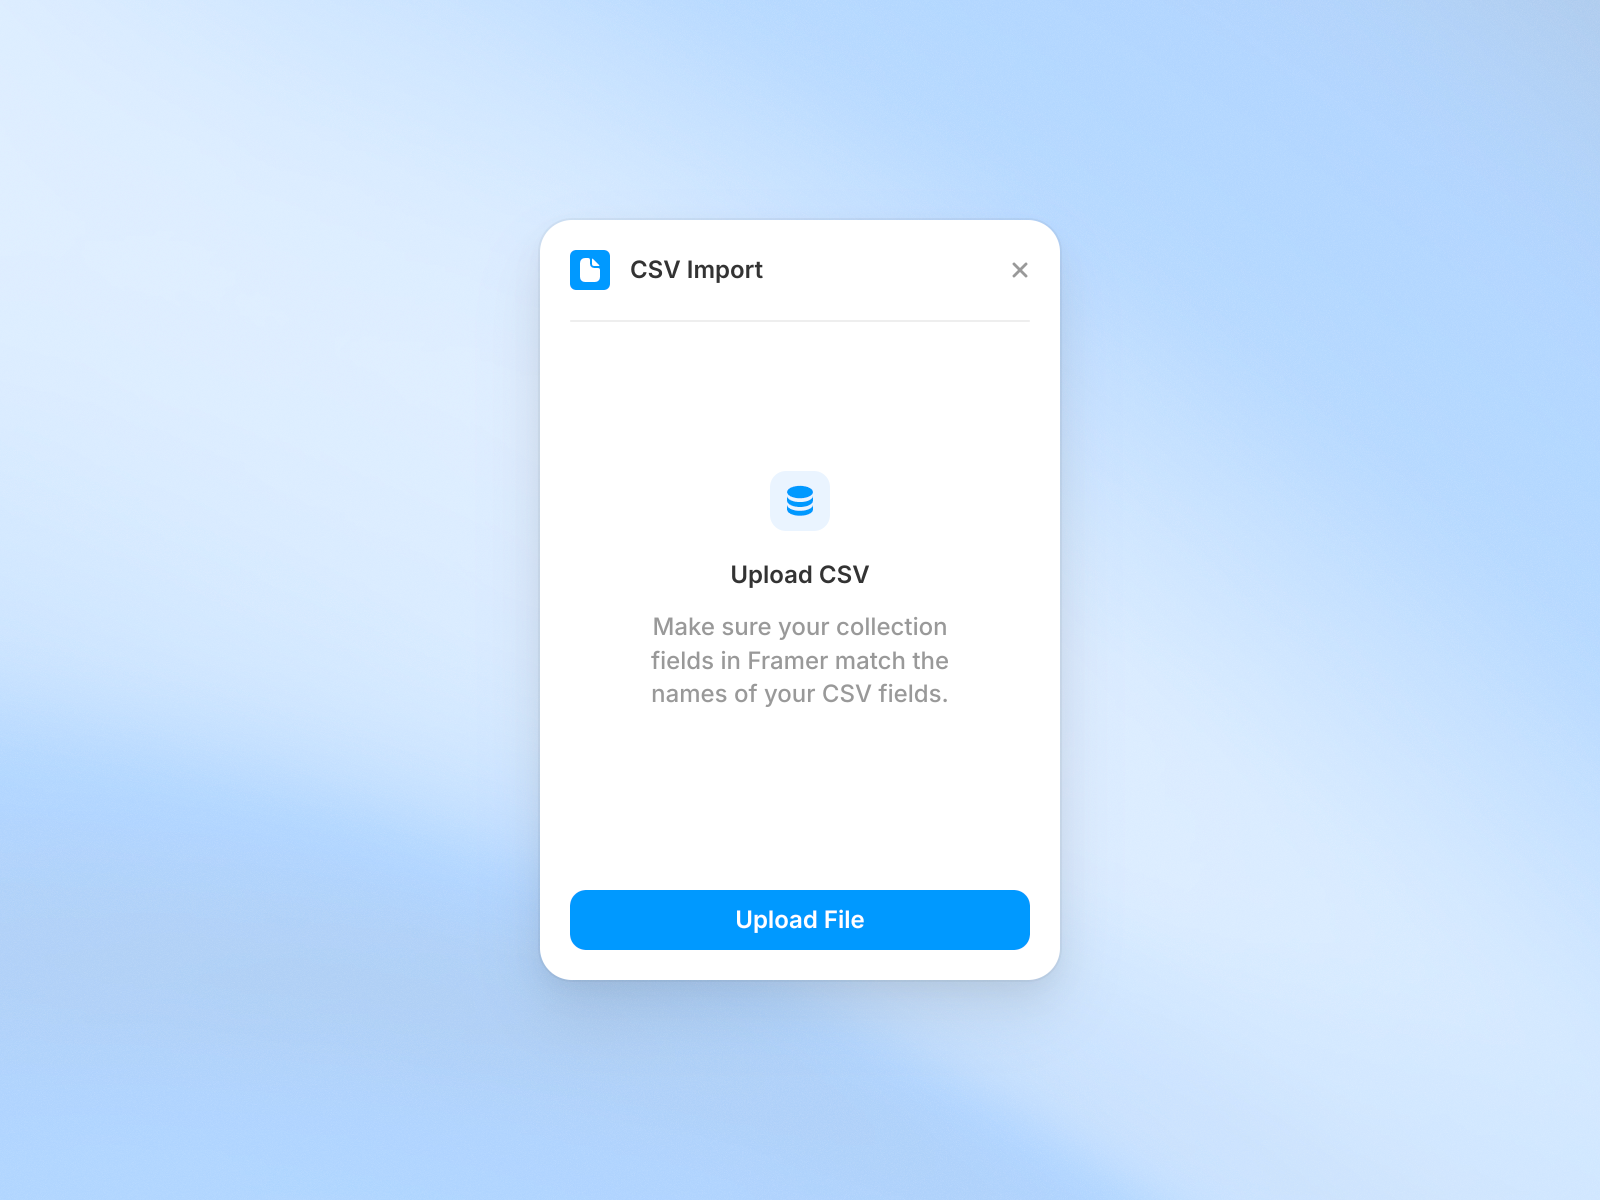 CSV Import
Upload CSV
Make sure your collection
fields in Framer match the
names of your CSV fields.
Upload File